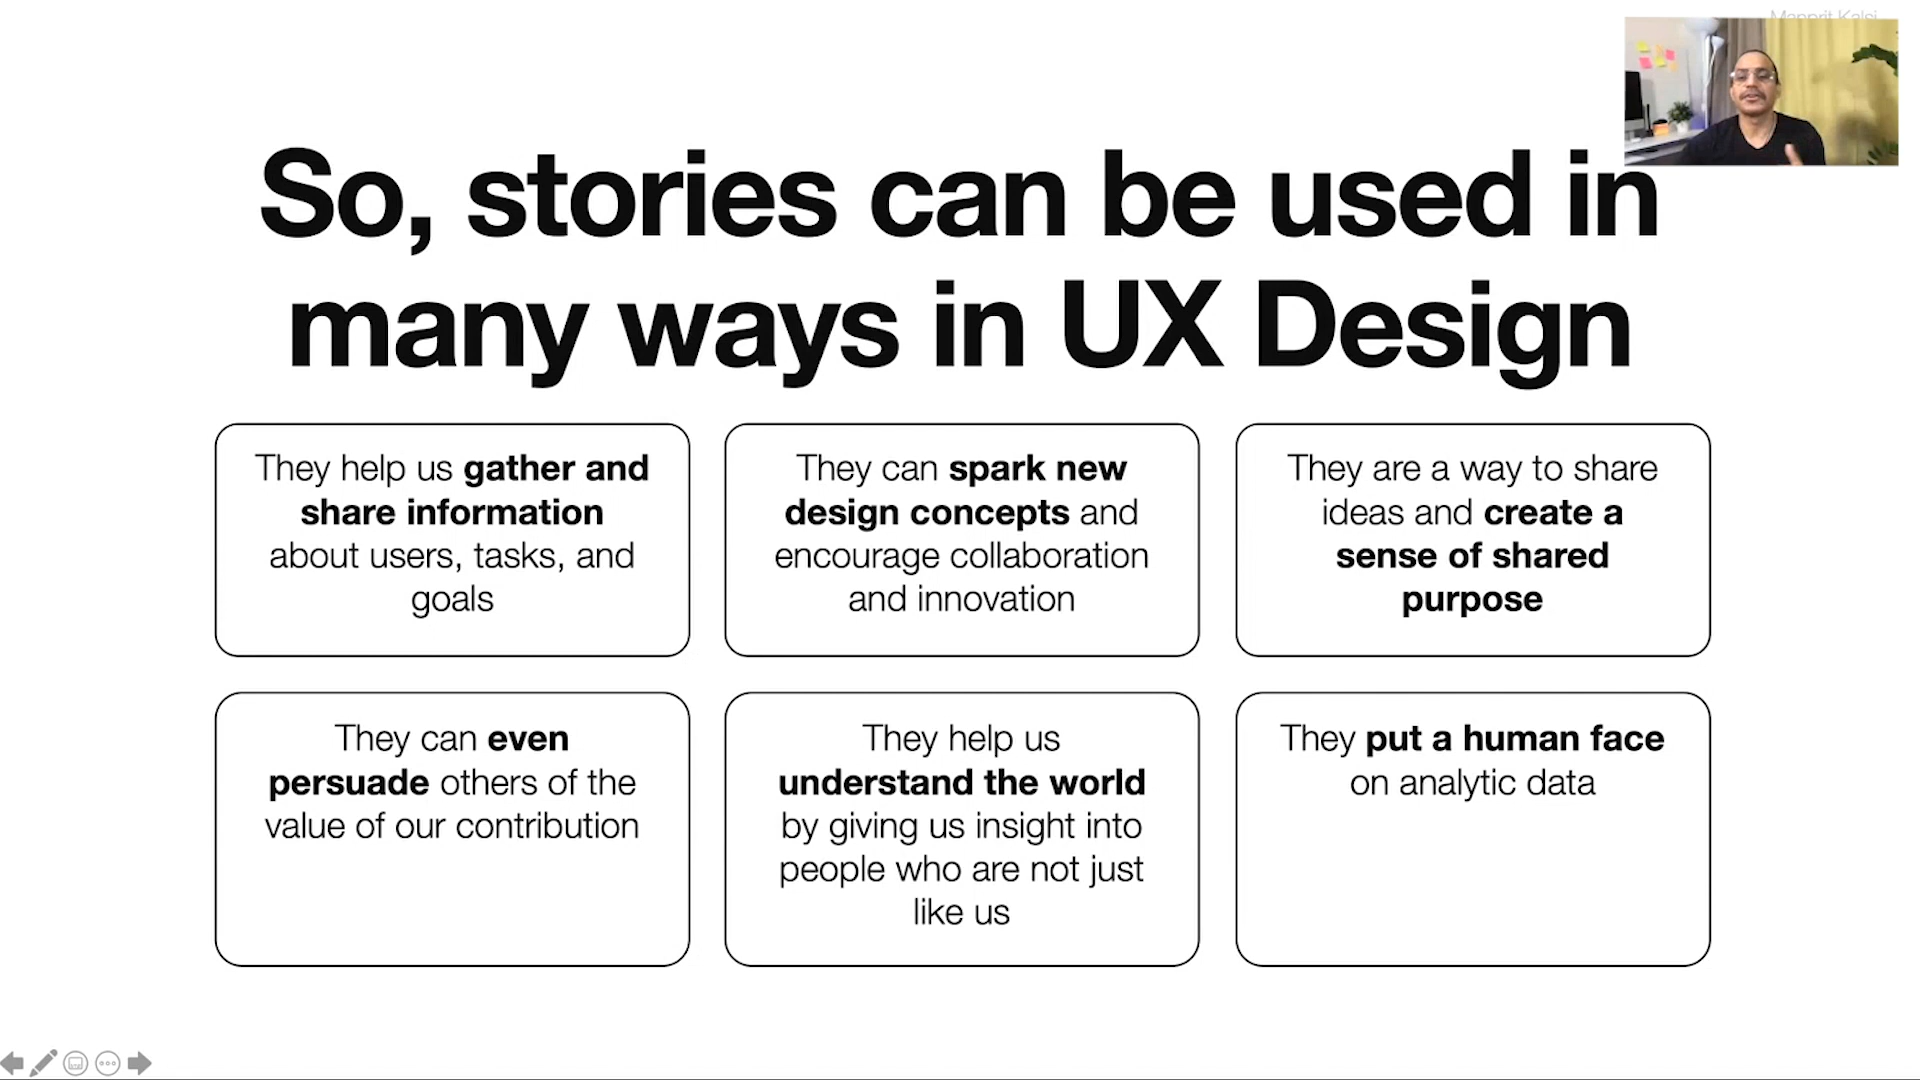 Manprit Kalsi
So, stories can be used in
many ways in UX Design
They help us gather and
share information
about users, tasks, and
goals
They can spark new
design concepts and
encourage collaboration
and innovation
They are a way to share
ideas and create a
sense of shared
purpose
They can even
persuade others of the
value of our contribution
They help us
understand the world
by giving us insight into
people who are not just
like us
They put a human face
on analytic data